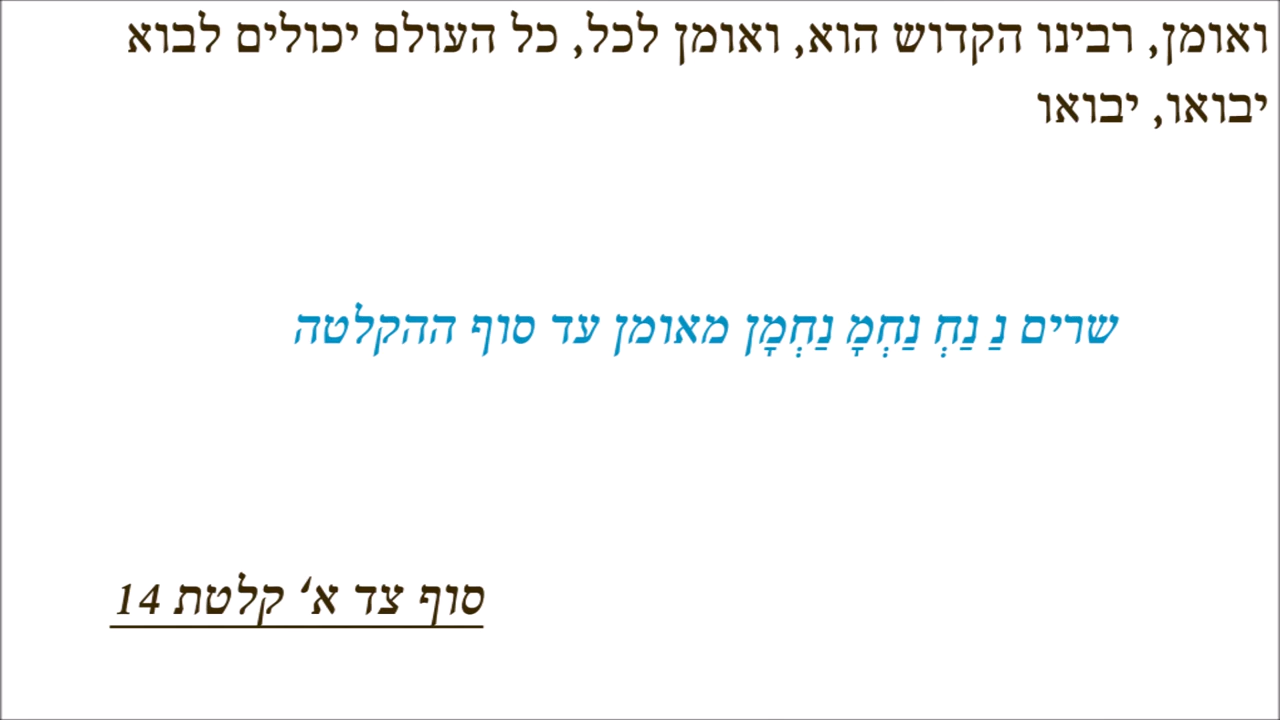 ואומן, רבינו הקדוש הוא, ואומן לכל, כל העולם יכולים לבוא
יבואו, יבואו
שרים נַ נַחְ נַחְמָ נַחְמָן מאומן עד סוף ההקלטה
סוף צד א' קלטת 14